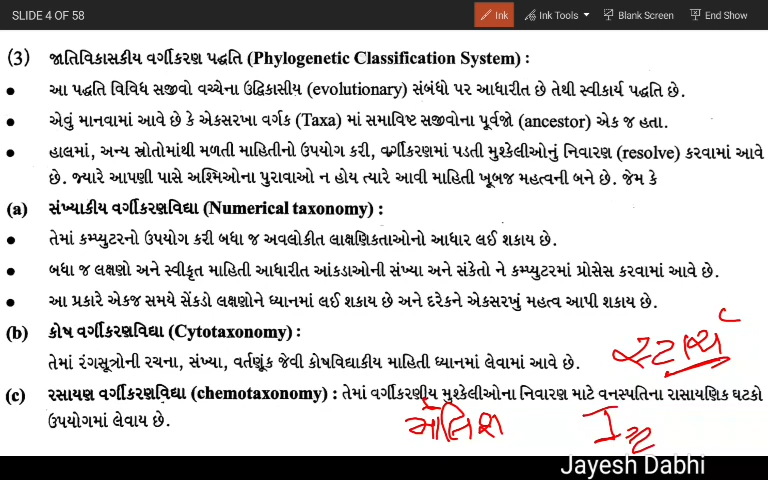 SLIDE 4 OF 58 Ink Ink Tools Blank Screen End Show
(3) જાતિવિકાસકીય વર્ગીકરણ પદ્ધતિ (Phylogenetic Classification System) :
• આ પદ્ધતિ વિવિધ સજીવો વચ્ચેના ઉદ્દવિકાસીય (evolutionary) સંબંધો પર આધારીત છે તેથી સ્વીકાર્ય પદ્ધતિ છે.
• એવું માનવામાં આવે છે કે એકસરખા વર્ગક (Taxa) માં સમાવિષ્ટ સજીવોના પૂર્વજો (ancestor) એક જ હતા.
• હાલમાં, અન્ય સ્રોતોમાંથી મળતી માહિતીનો ઉપયોગ કરી, વર્ગીકરણમાં પડતી મુશ્કેલીઓનું નિવારણ (resolve) કરવામાં આવે
છે. જ્યારે આપણી પાસે અશ્મિઓના પુરાવાઓ ન હોય ત્યારે આવી માહિતી ખૂબજ મહત્વની બને છે. જેમ કે
(a) સંખ્યાકીય વર્ગીકરણવિદ્યા (Numerical taxonomy) :
• તેમાં કમ્પ્યુટરનો ઉપયોગ કરી બધા જ અવલોકીત લાક્ષણિકતાઓનો આધાર લઈ શકાય છે.
• બધા જ લક્ષણો અને સ્વીકૃત માહિતી આધારીત આંકડાઓની સંખ્યા અને સંકેતો ને કમ્પ્યુટરમાં પ્રોસેસ કરવામાં આવે છે.
• આ પ્રકારે એકજ સમયે સેંકડો લક્ષણોને ધ્યાનમાં લઈ શકાય છે અને દરેકને એકસરખું મહત્વ આપી શકાય છે.
(b) કોષ વર્ગીકરણવિદ્યા (Cytotaxonomy) :
તેમાં રંગસૂત્રોની રચના, સંખ્યા, વર્તણૂંક જેવી કોષવિદ્યાકીય માહિતી ધ્યાનમાં લેવામાં આવે છે.
સ્ટાર્ચ
(c) રસાયણ વર્ગીકરણવિદ્યા (chemotaxonomy) : તેમાં વર્ગીકરણીય મુશ્કેલીઓના નિવારણ માટે વનસ્પતિના રાસાયણિક ઘટકો
ઉપયોગમાં લેવાય છે.
Jayesh Dabhi